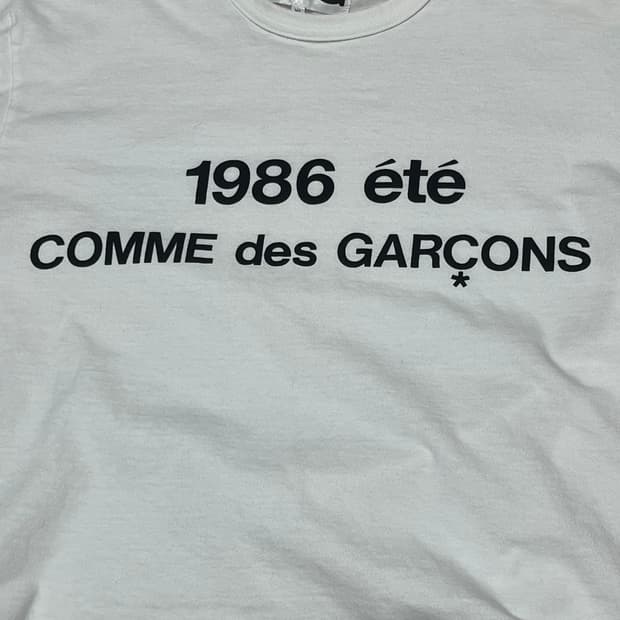 1986 été
COMME des GARÇONS
*